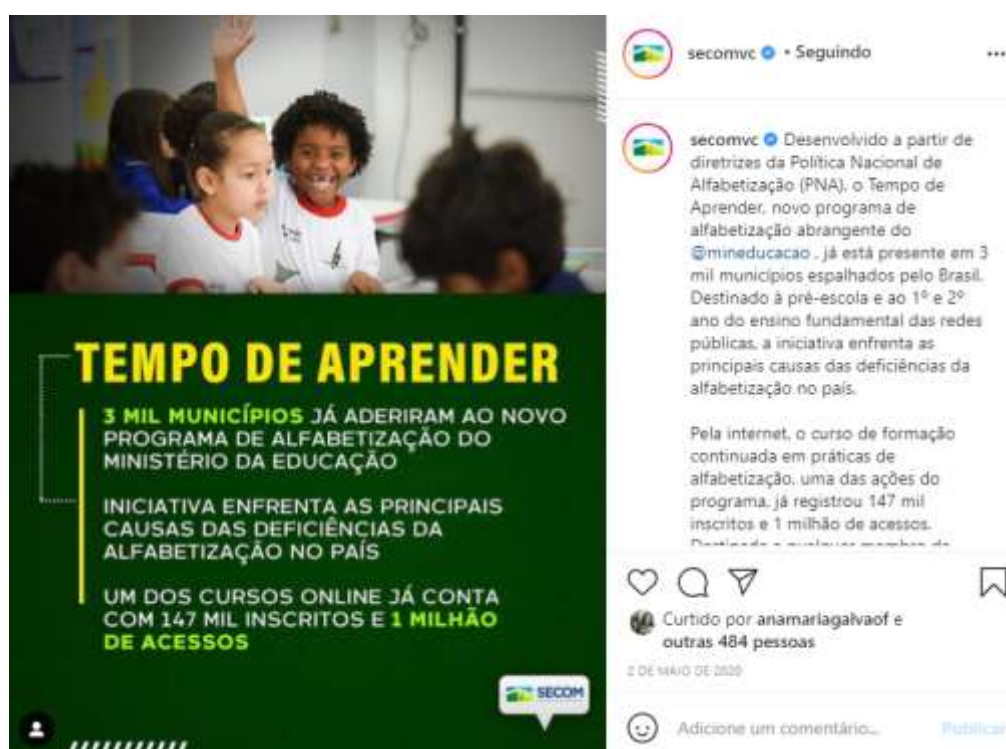 TEMPO DE APRENDER
3 MIL MUNICÍPIOS JÁ ADERIRAM AO NOVO
PROGRAMA DE ALFABETIZAÇÃO DO
MINISTÉRIO DA EDUCAÇÃO
INICIATIVA ENFRENTA AS PRINCIPAIS
CAUSAS DAS DEFICIÊNCIAS DA
ALFABETIZAÇÃO NO PAÍS
UM DOS CURSOS ONLINE JÁ CONTA
COM 147 MIL INSCRITOS E 1 MILHÃO
DE ACESSOS
SECOM
secomvc • Seguindo
secomvc Desenvolvido a partir de
diretrizes da Política Nacional de
Alfabetização (PNA), o Tempo de
Aprender, novo programa de
alfabetização abrangente do
@mineducacao , já está presente em 3
mil municípios espalhados pelo Brasil.
Destinado à pré-escola e ao 1º e 2º
ano do ensino fundamental das redes
públicas, a iniciativa enfrenta as
principais causas das deficiências da
alfabetização no país.
Pela internet, o curso de formação
continuada em práticas de
alfabetização, uma das ações do
programa, já registrou 147 mil
inscritos e 1 milhão de acessos.
Destinado a qualquer membro da
Curtido por anamariagalvaof e
outras 484 pessoas
2 DE MAIO DE 2020
Adicione um comentário... Publicar